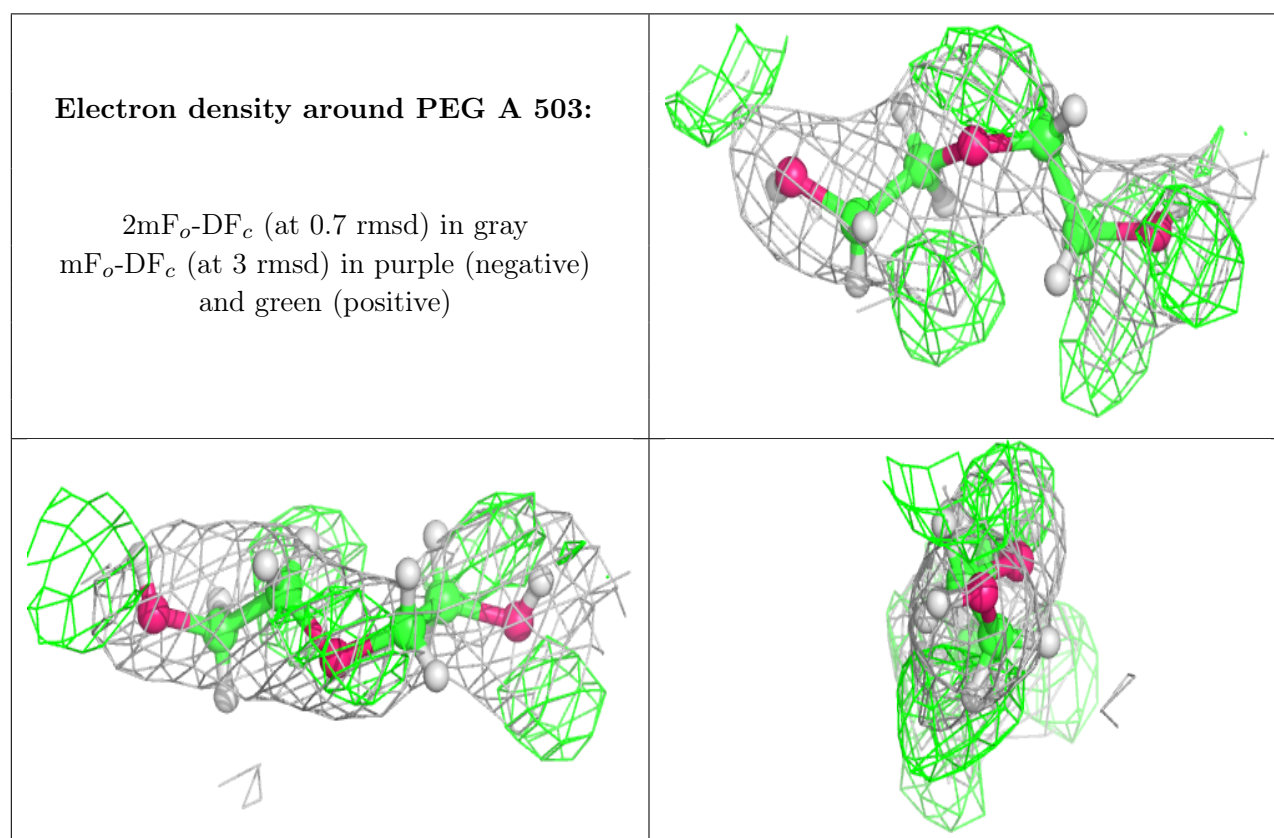 Electron density around PEG A 503:
2mFₒ-DF𝒸 (at 0.7 rmsd) in gray
mFₒ-DF𝒸 (at 3 rmsd) in purple (negative)
and green (positive)